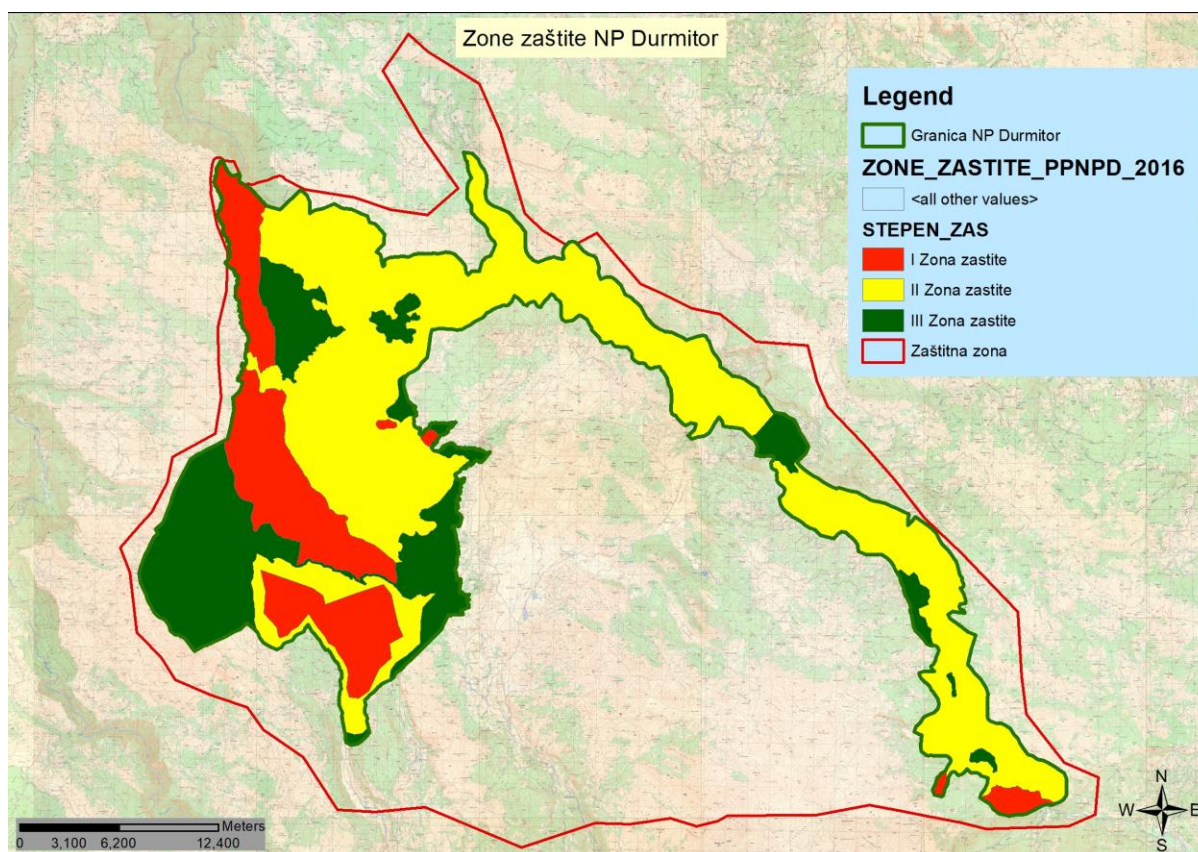 Zone zaštite NP Durmitor
Legend
Granica NP Durmitor
ZONE_ZASTITE_PPNPD_2016
<all other values>
STEPEN_ZAS
I Zona zastite
II Zona zastite
III Zona zastite
Zaštitna zona
Meters
0 3,100 6,200 12,400
N
W E
S